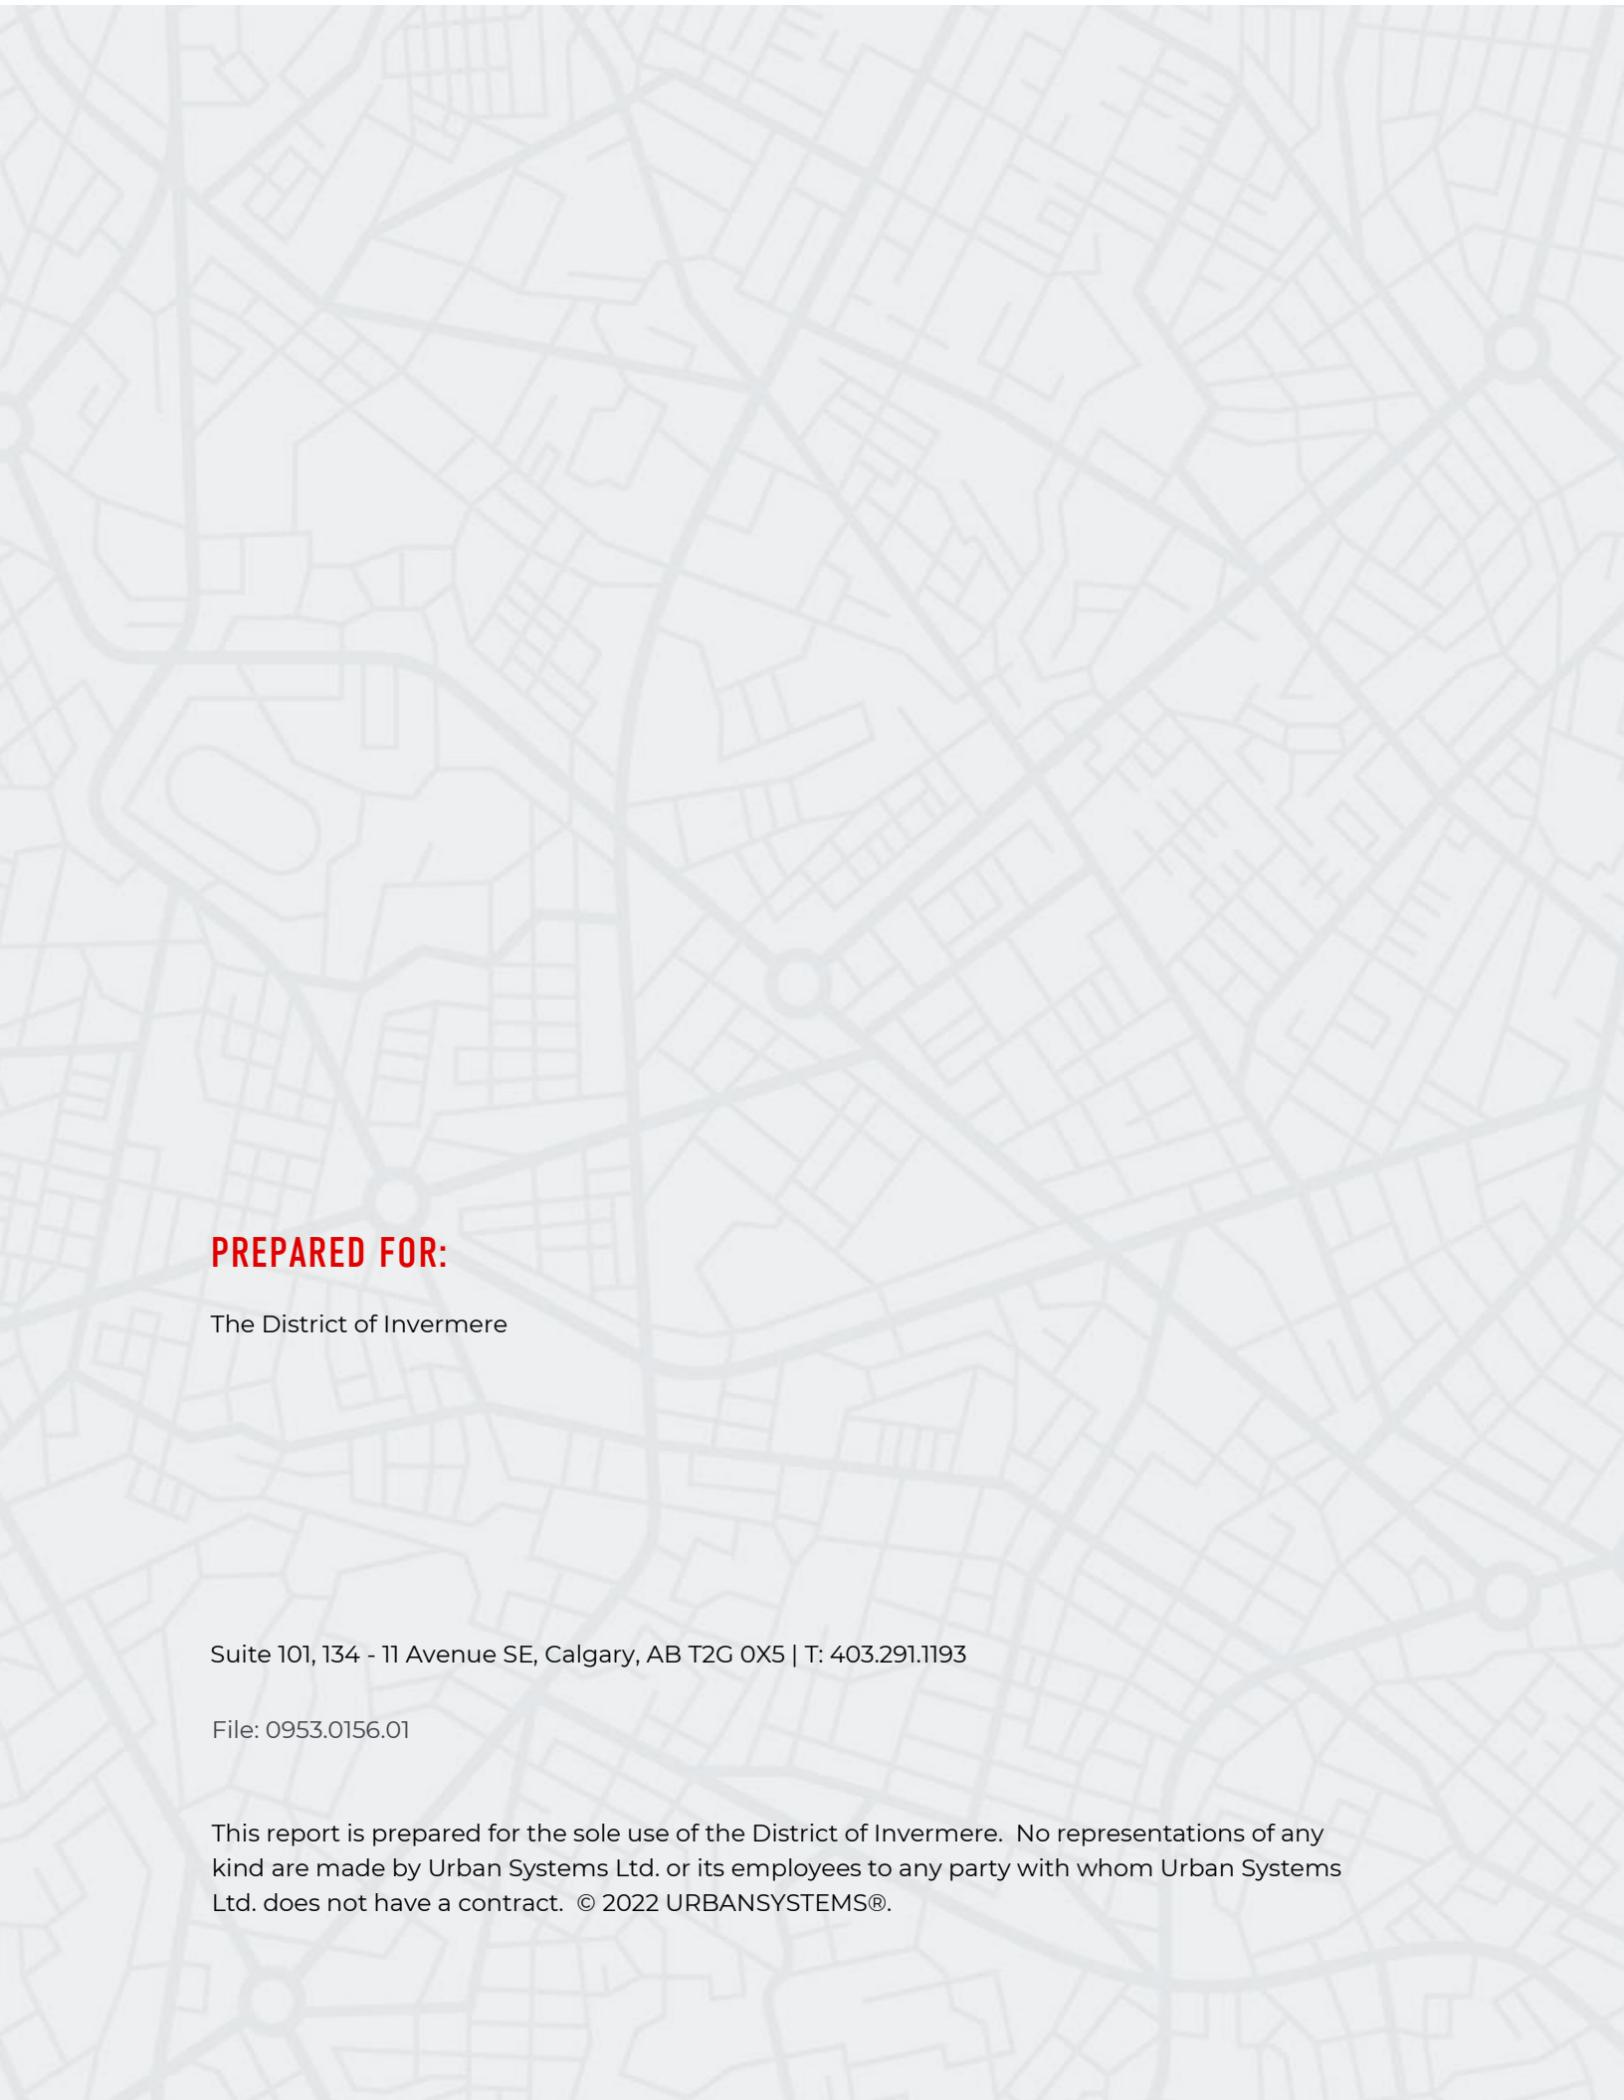 PREPARED FOR:
The District of Invermere
Suite 101, 134 - 11 Avenue SE, Calgary, AB T2G 0X5 | T: 403.291.1193
File: 0953.0156.01
This report is prepared for the sole use of the District of Invermere.  No representations of any
kind are made by Urban Systems Ltd. or its employees to any party with whom Urban Systems
Ltd. does not have a contract.  © 2022 URBANSYSTEMS®.